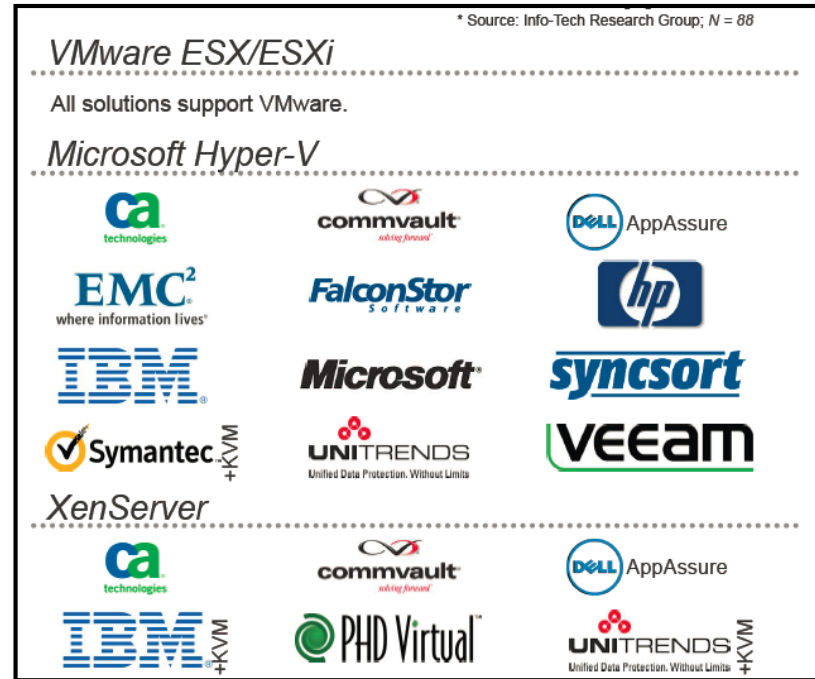 * Source: Info-Tech Research Group; N = 88
VMware ESX/ESXi
All solutions support VMware.
Microsoft Hyper-V
ca technologies
commvault solving forward
DELL AppAssure
EMC² where information lives®
FalconStor Software
hp
IBM®
Microsoft®
syncsort
Symantec™ +KVM
UNITRENDS Unified Data Protection. Without Limits
veeam
XenServer
ca technologies
commvault solving forward
DELL AppAssure
IBM® +KVM
PHD Virtual™
UNITRENDS Unified Data Protection. Without Limits +KVM